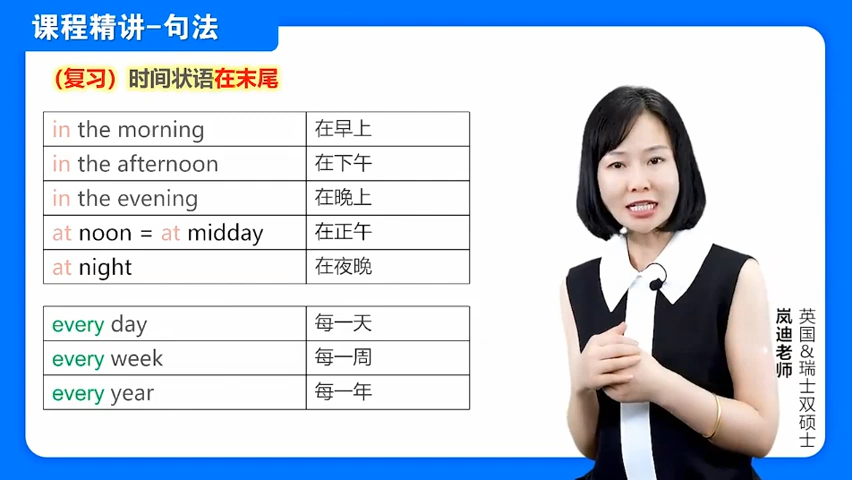 课程精讲-句法
（复习）时间状语在末尾
in the morning 在早上
in the afternoon 在下午
in the evening 在晚上
at noon = at midday 在正午
at night 在夜晚
every day 每一天
every week 每一周
every year 每一年
英国&瑞士双硕士
岚迪老师